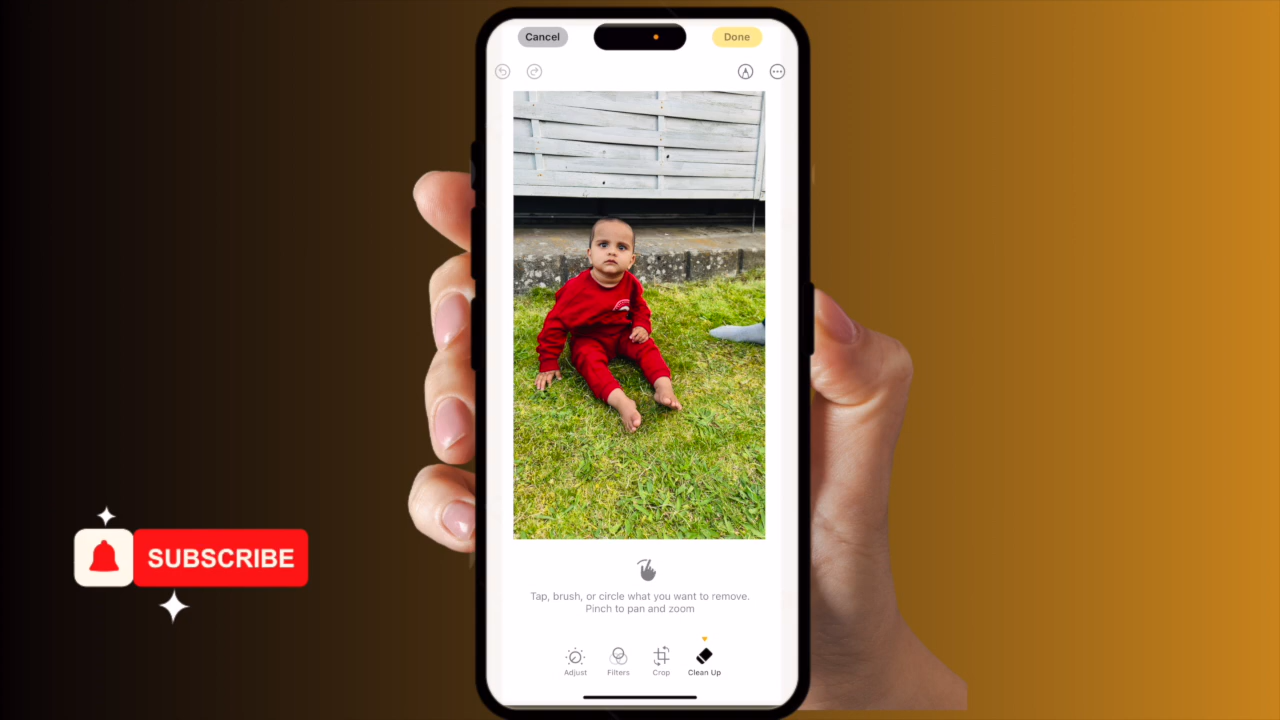 Cancel
Done
SUBSCRIBE
Tap, brush, or circle what you want to remove.
Pinch to pan and zoom
Adjust
Filters
Crop
Clean Up